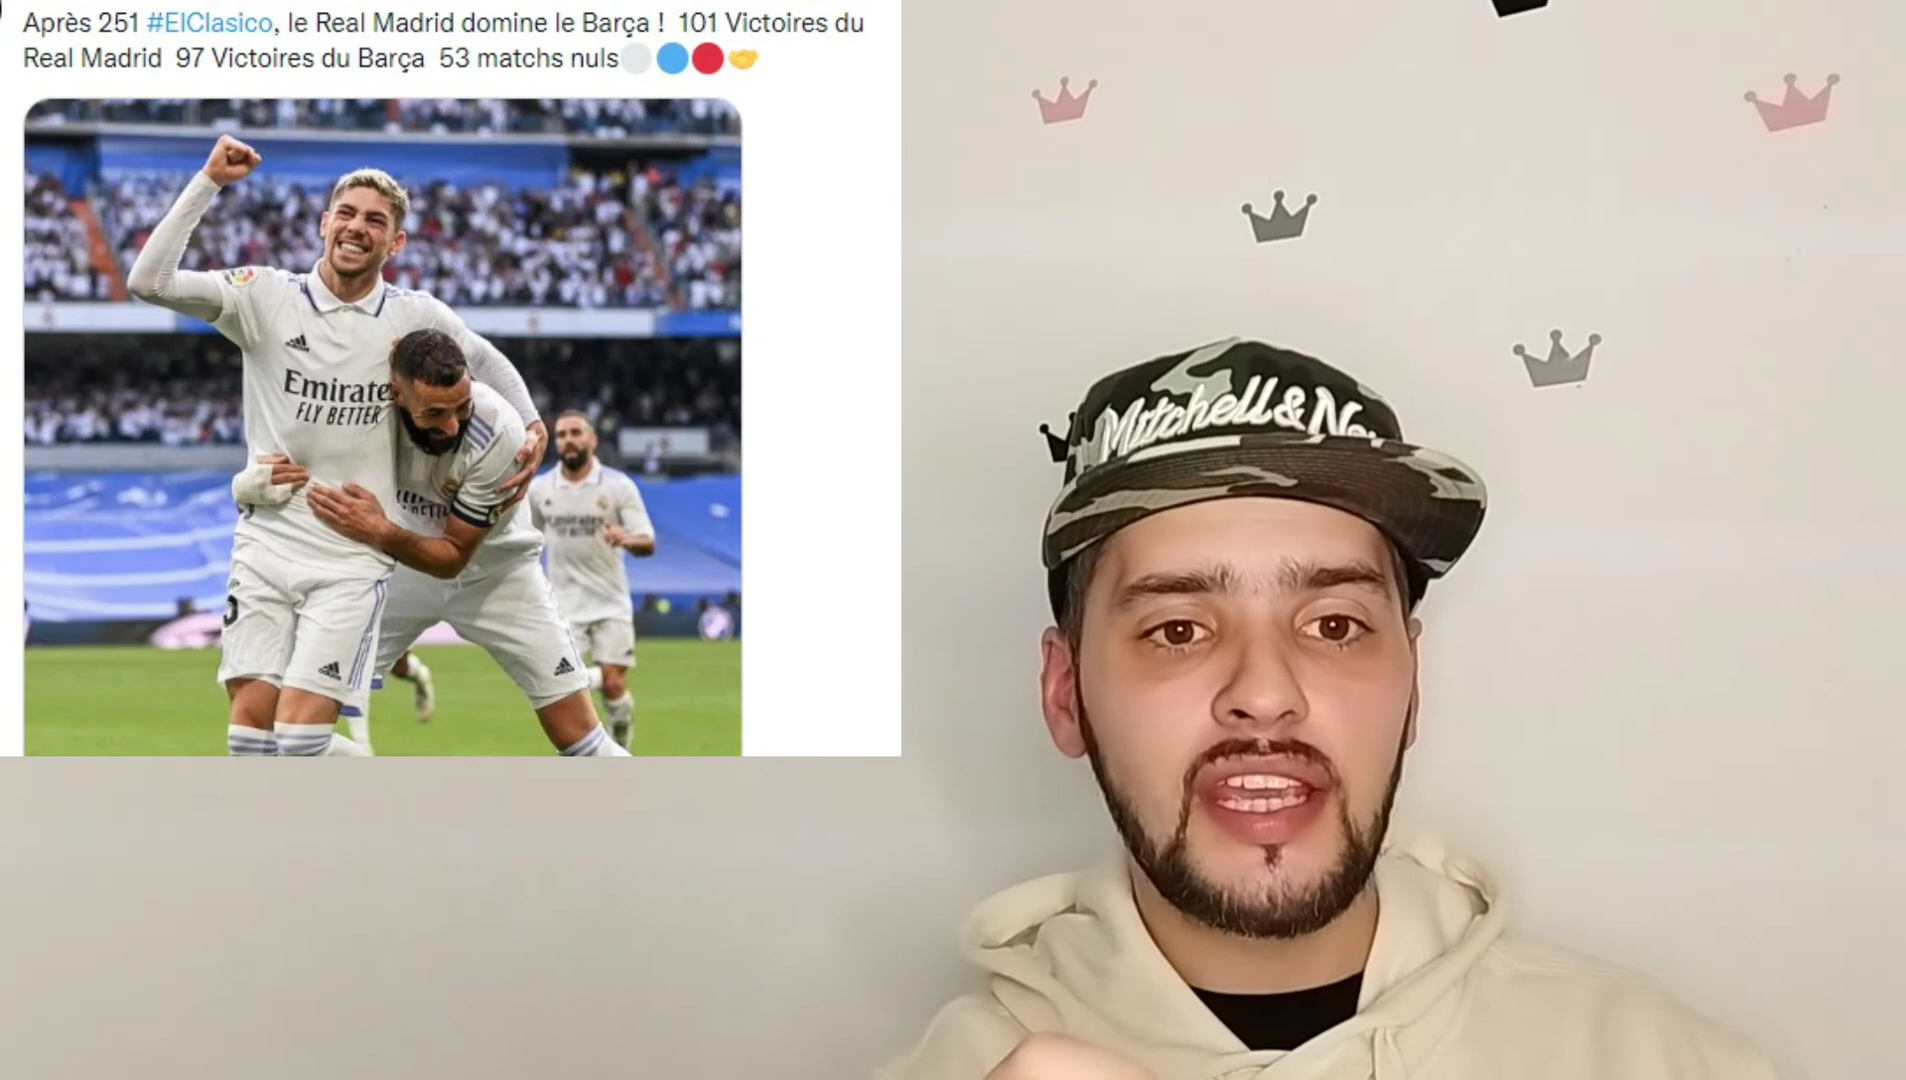 Après 251 #ElClasico, le Real Madrid domine le Barça ! 101 Victoires du
Real Madrid 97 Victoires du Barça 53 matchs nuls
Emirates
FLY BETTER
Mitchell & Ne